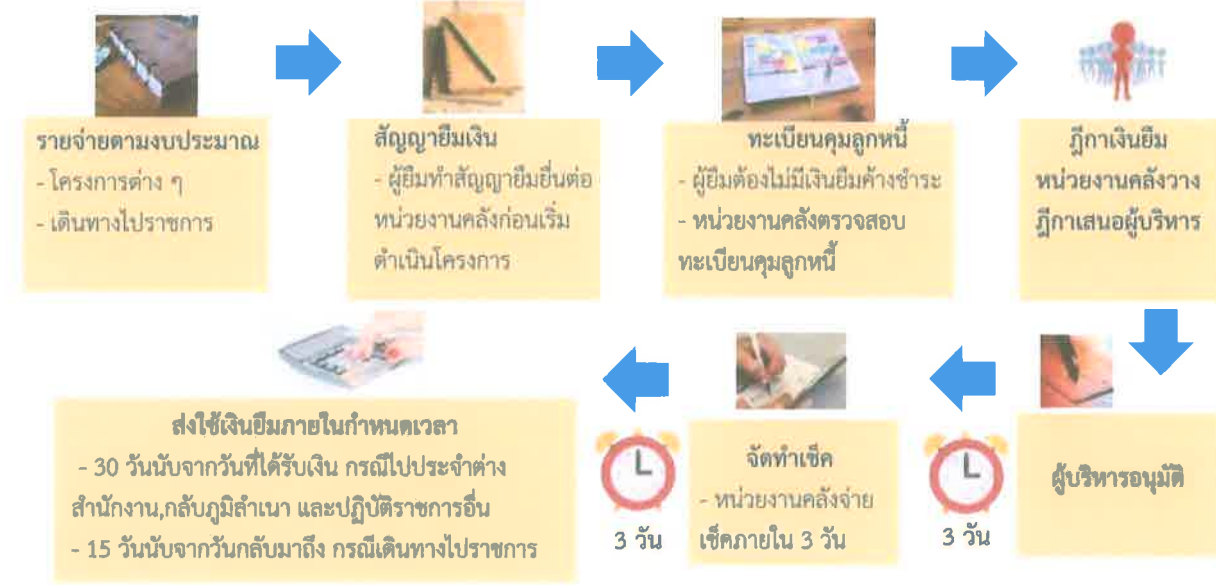 รายจ่ายตามงบประมาณ
- โครงการต่าง ๆ
- เดินทางไปราชการ
สัญญายืมเงิน
- ผู้ยืมทำสัญญายืมยื่นต่อ
หน่วยงานคลังก่อนเริ่ม
ดำเนินโครงการ
ทะเบียนคุมลูกหนี้
- ผู้ยืมต้องไม่มีเงินยืมค้างชำระ
- หน่วยงานคลังตรวจสอบ
ทะเบียนคุมลูกหนี้
ฎีกาเงินยืม
หน่วยงานคลังวาง
ฎีกาเสนอผู้บริหาร
ผู้บริหารอนุมัติ
3 วัน
จัดทำเช็ค
- หน่วยงานคลังจ่าย
เช็คภายใน 3 วัน
3 วัน
ส่งใช้เงินยืมภายในกำหนดเวลา
- 30 วันนับจากวันที่ได้รับเงิน กรณีไปประจำต่าง
สำนักงาน,กลับภูมิลำเนา และปฏิบัติราชการอื่น
- 15 วันนับจากวันกลับมาถึง กรณีเดินทางไปราชการ